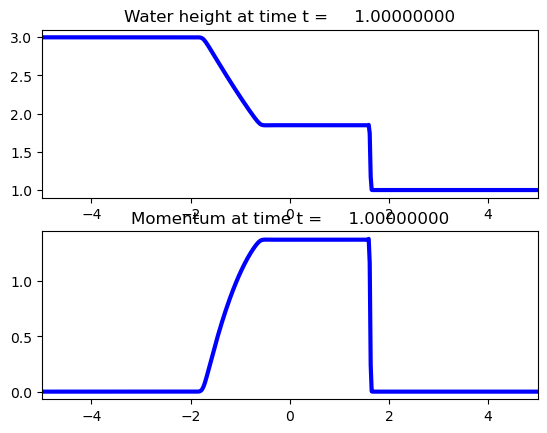 Water height at time t =     1.00000000
3.0
2.5
2.0
1.5
1.0
−4 −2 0 2 4
Momentum at time t =     1.00000000
1.0
0.5
0.0
−4 −2 0 2 4